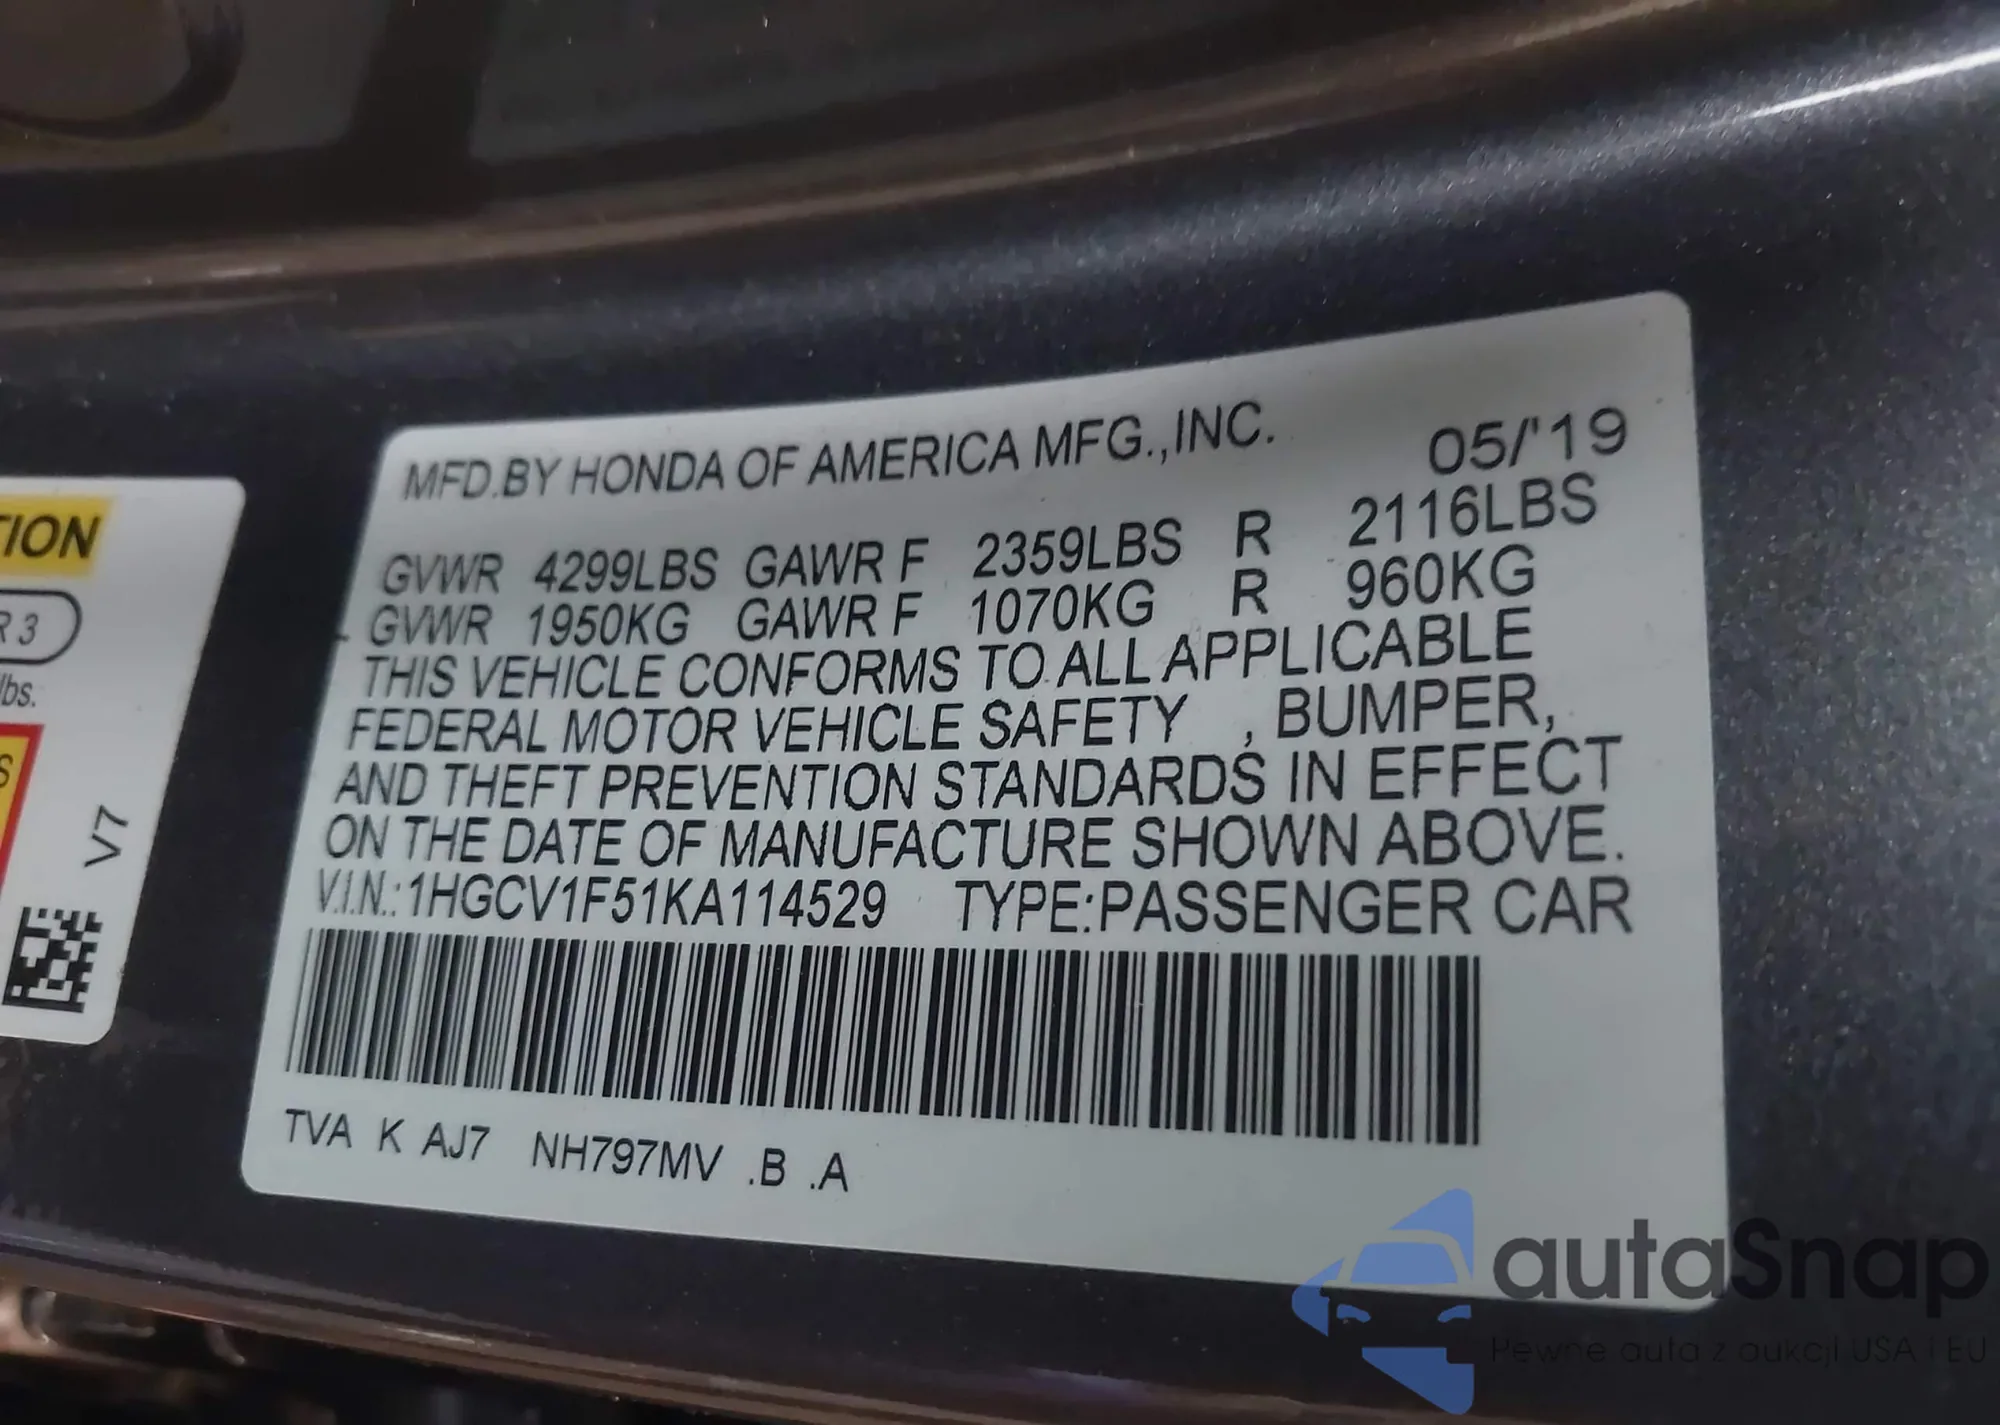 TION
R 3
lbs.
S
V7
MFD.BY HONDA OF AMERICA MFG.,INC. 05/'19
GVWR 4299LBS GAWR F 2359LBS R 2116LBS
GVWR 1950KG GAWR F 1070KG R 960KG
THIS VEHICLE CONFORMS TO ALL APPLICABLE
FEDERAL MOTOR VEHICLE SAFETY , BUMPER,
AND THEFT PREVENTION STANDARDS IN EFFECT
ON THE DATE OF MANUFACTURE SHOWN ABOVE.
V.I.N.:1HGCV1F51KA114529 TYPE:PASSENGER CAR
TVA K AJ7 NH797MV .B .A
autaSnap
Pewne auta z aukcji USA i EU